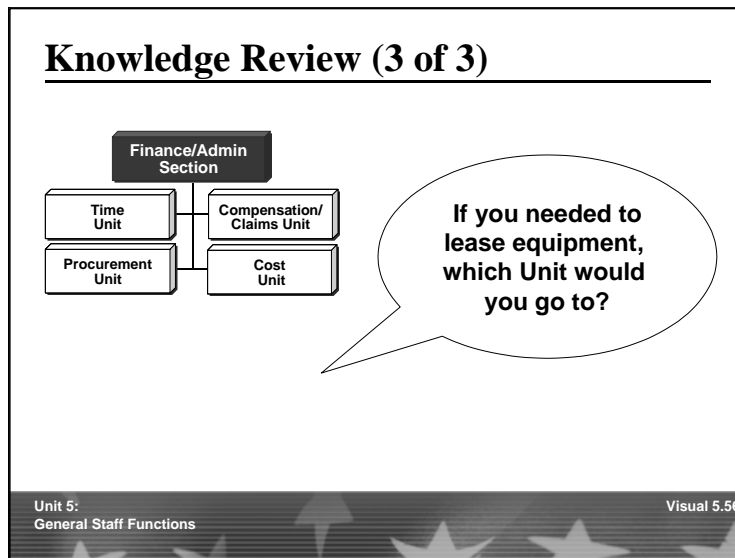 Knowledge Review (3 of 3)
Finance/Admin
Section
Time
Unit
Compensation/
Claims Unit
Procurement
Unit
Cost
Unit
If you needed to
lease equipment,
which Unit would
you go to?
Unit 5:
General Staff Functions
Visual 5.56